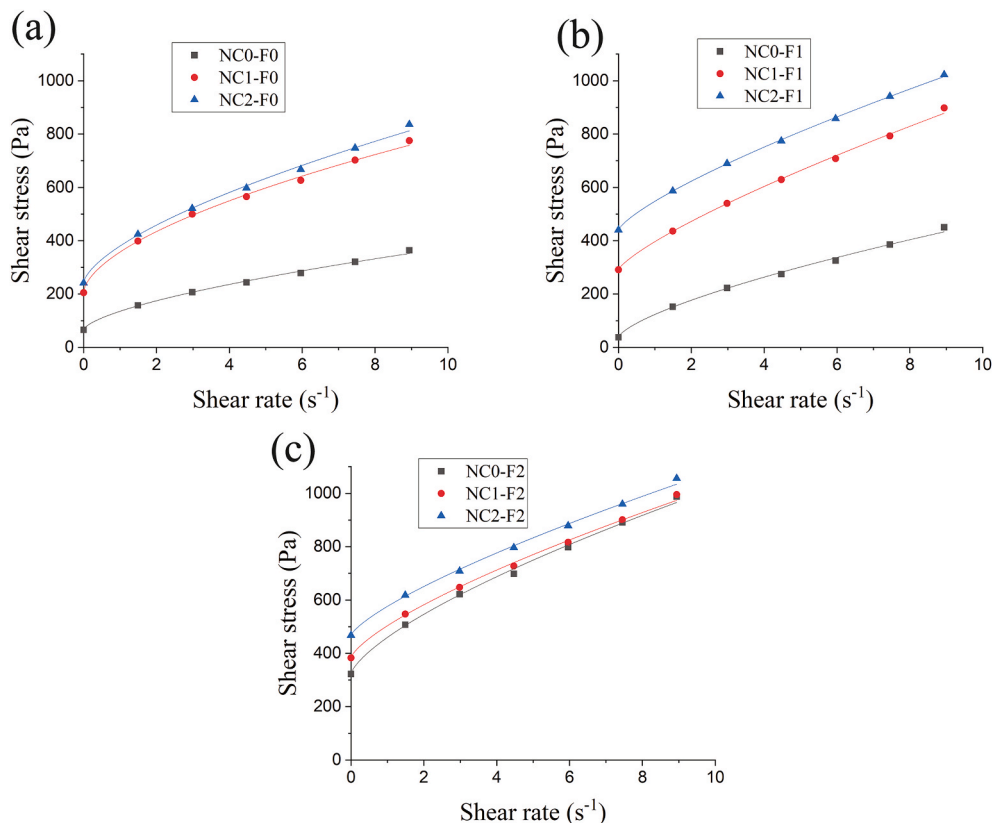 (a)
NC0-F0
NC1-F0
NC2-F0
1000
800
600
400
200
0
Shear stress (Pa)
0 2 4 6 8 10
Shear rate (s⁻¹)
(b)
NC0-F1
NC1-F1
NC2-F1
1000
800
600
400
200
0
Shear stress (Pa)
0 2 4 6 8 10
Shear rate (s⁻¹)
(c)
NC0-F2
NC1-F2
NC2-F2
1000
800
600
400
200
0
Shear stress (Pa)
0 2 4 6 8 10
Shear rate (s⁻¹)